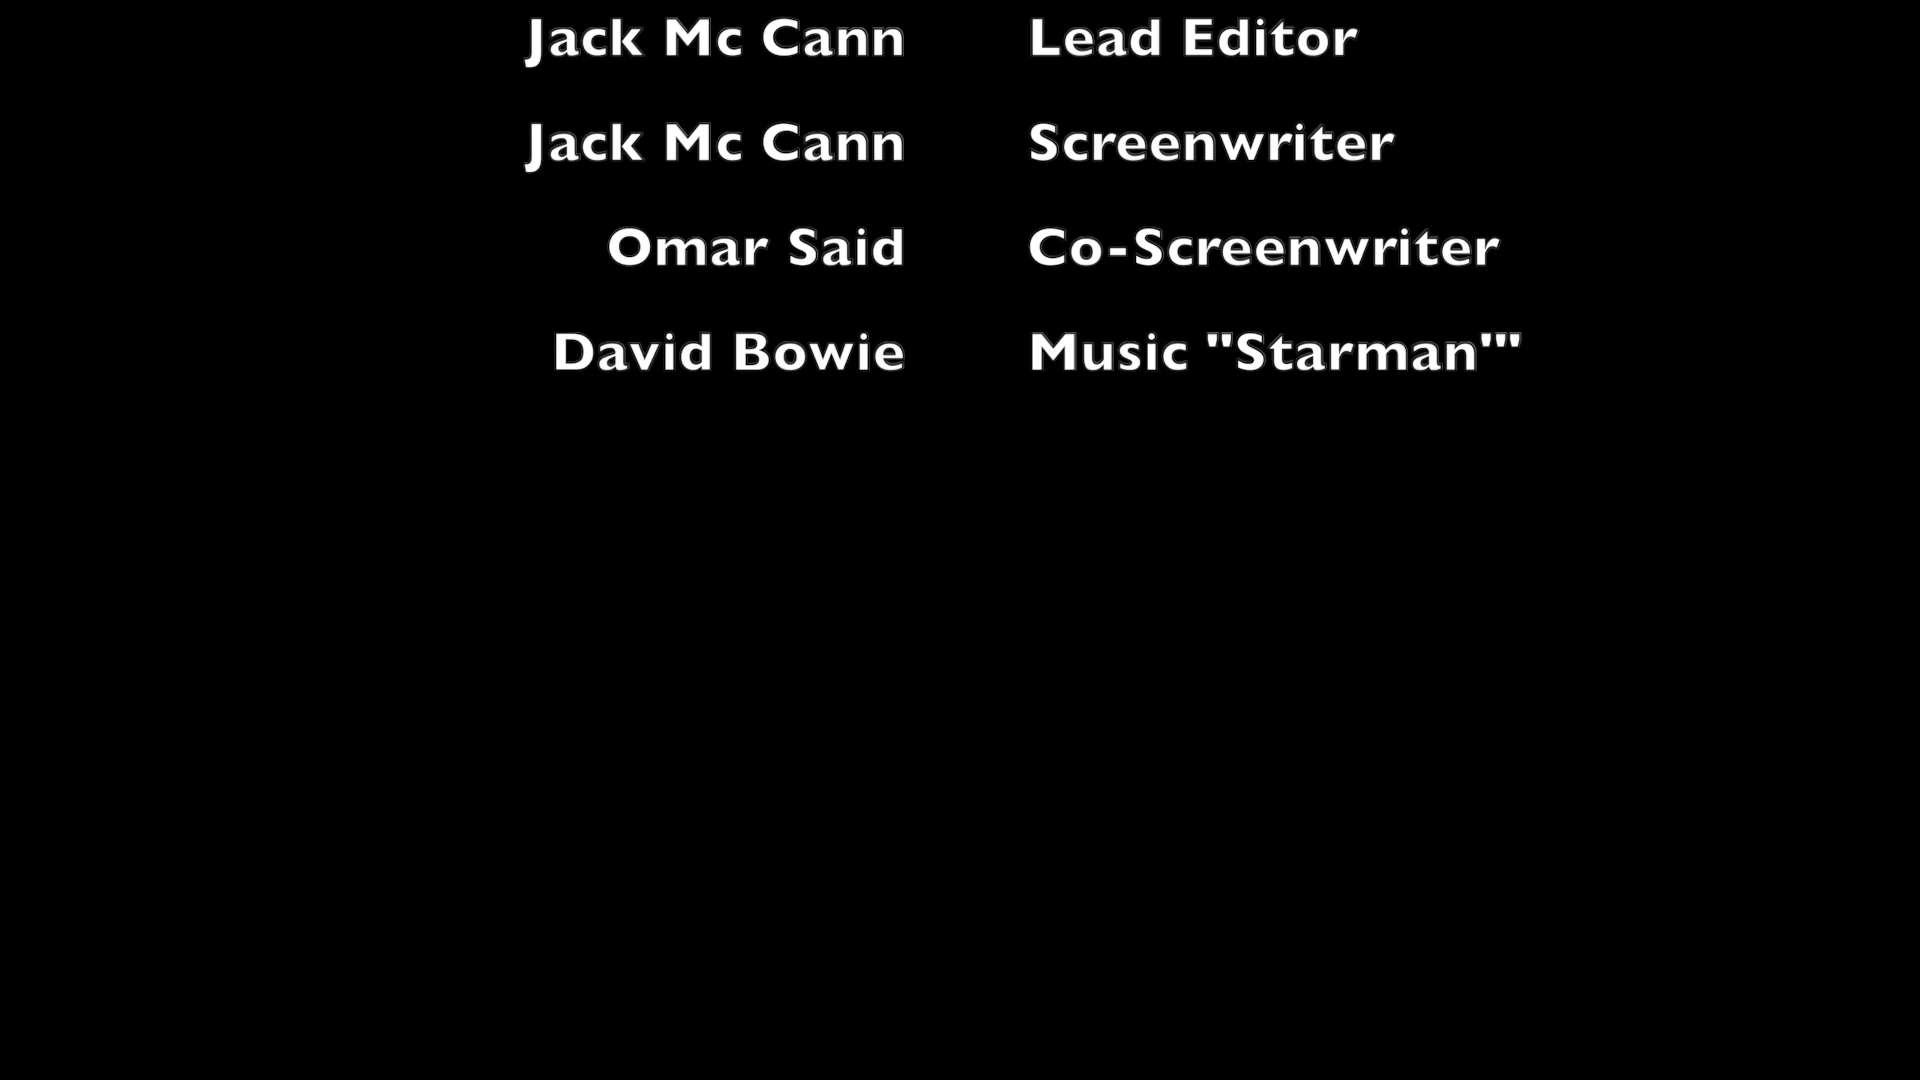 Jack Mc Cann Lead Editor
Jack Mc Cann Screenwriter
Omar Said Co-Screenwriter
David Bowie Music "Starman'"